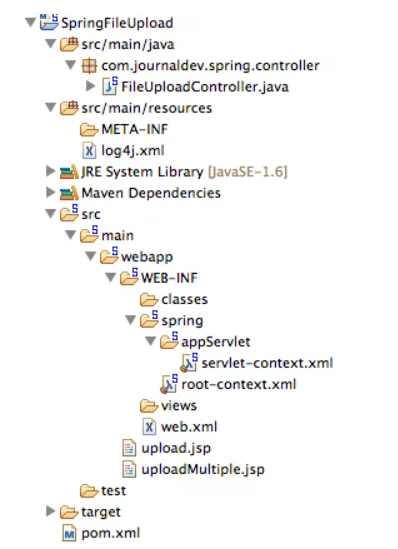 SpringFileUpload
src/main/java
com.journaldev.spring.controller
FileUploadController.java
src/main/resources
META-INF
log4j.xml
JRE System Library [JavaSE-1.6]
Maven Dependencies
src
main
webapp
WEB-INF
classes
spring
appServlet
servlet-context.xml
root-context.xml
views
web.xml
upload.jsp
uploadMultiple.jsp
test
target
pom.xml